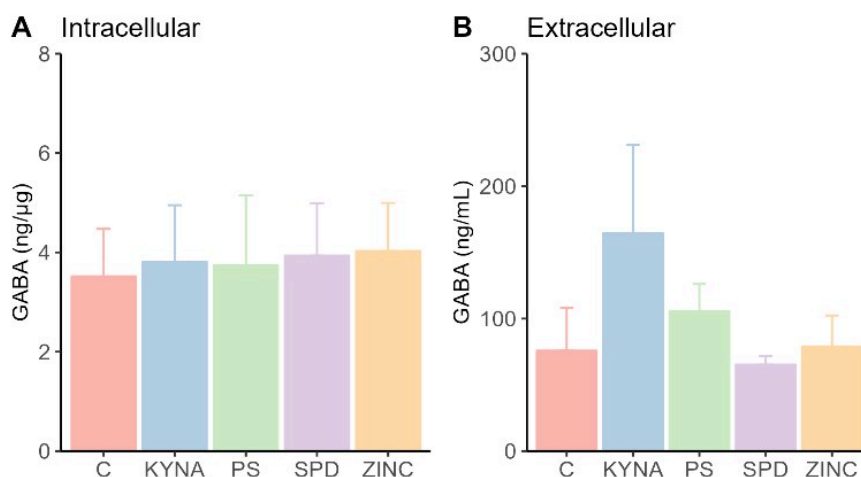 A Intracellular
8
6
4
2
0
GABA (ng/µg)
C KYNA PS SPD ZINC
B Extracellular
300
200
100
0
GABA (ng/mL)
C KYNA PS SPD ZINC